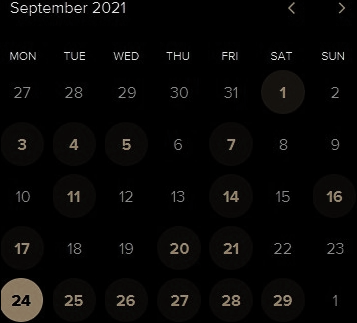 September 2021 < >
MON TUE WED THU FRI SAT SUN
27 28 29 30 31 1 2
3 4 5 6 7 8 9
10 11 12 13 14 15 16
17 18 19 20 21 22 23
24 25 26 27 28 29 1